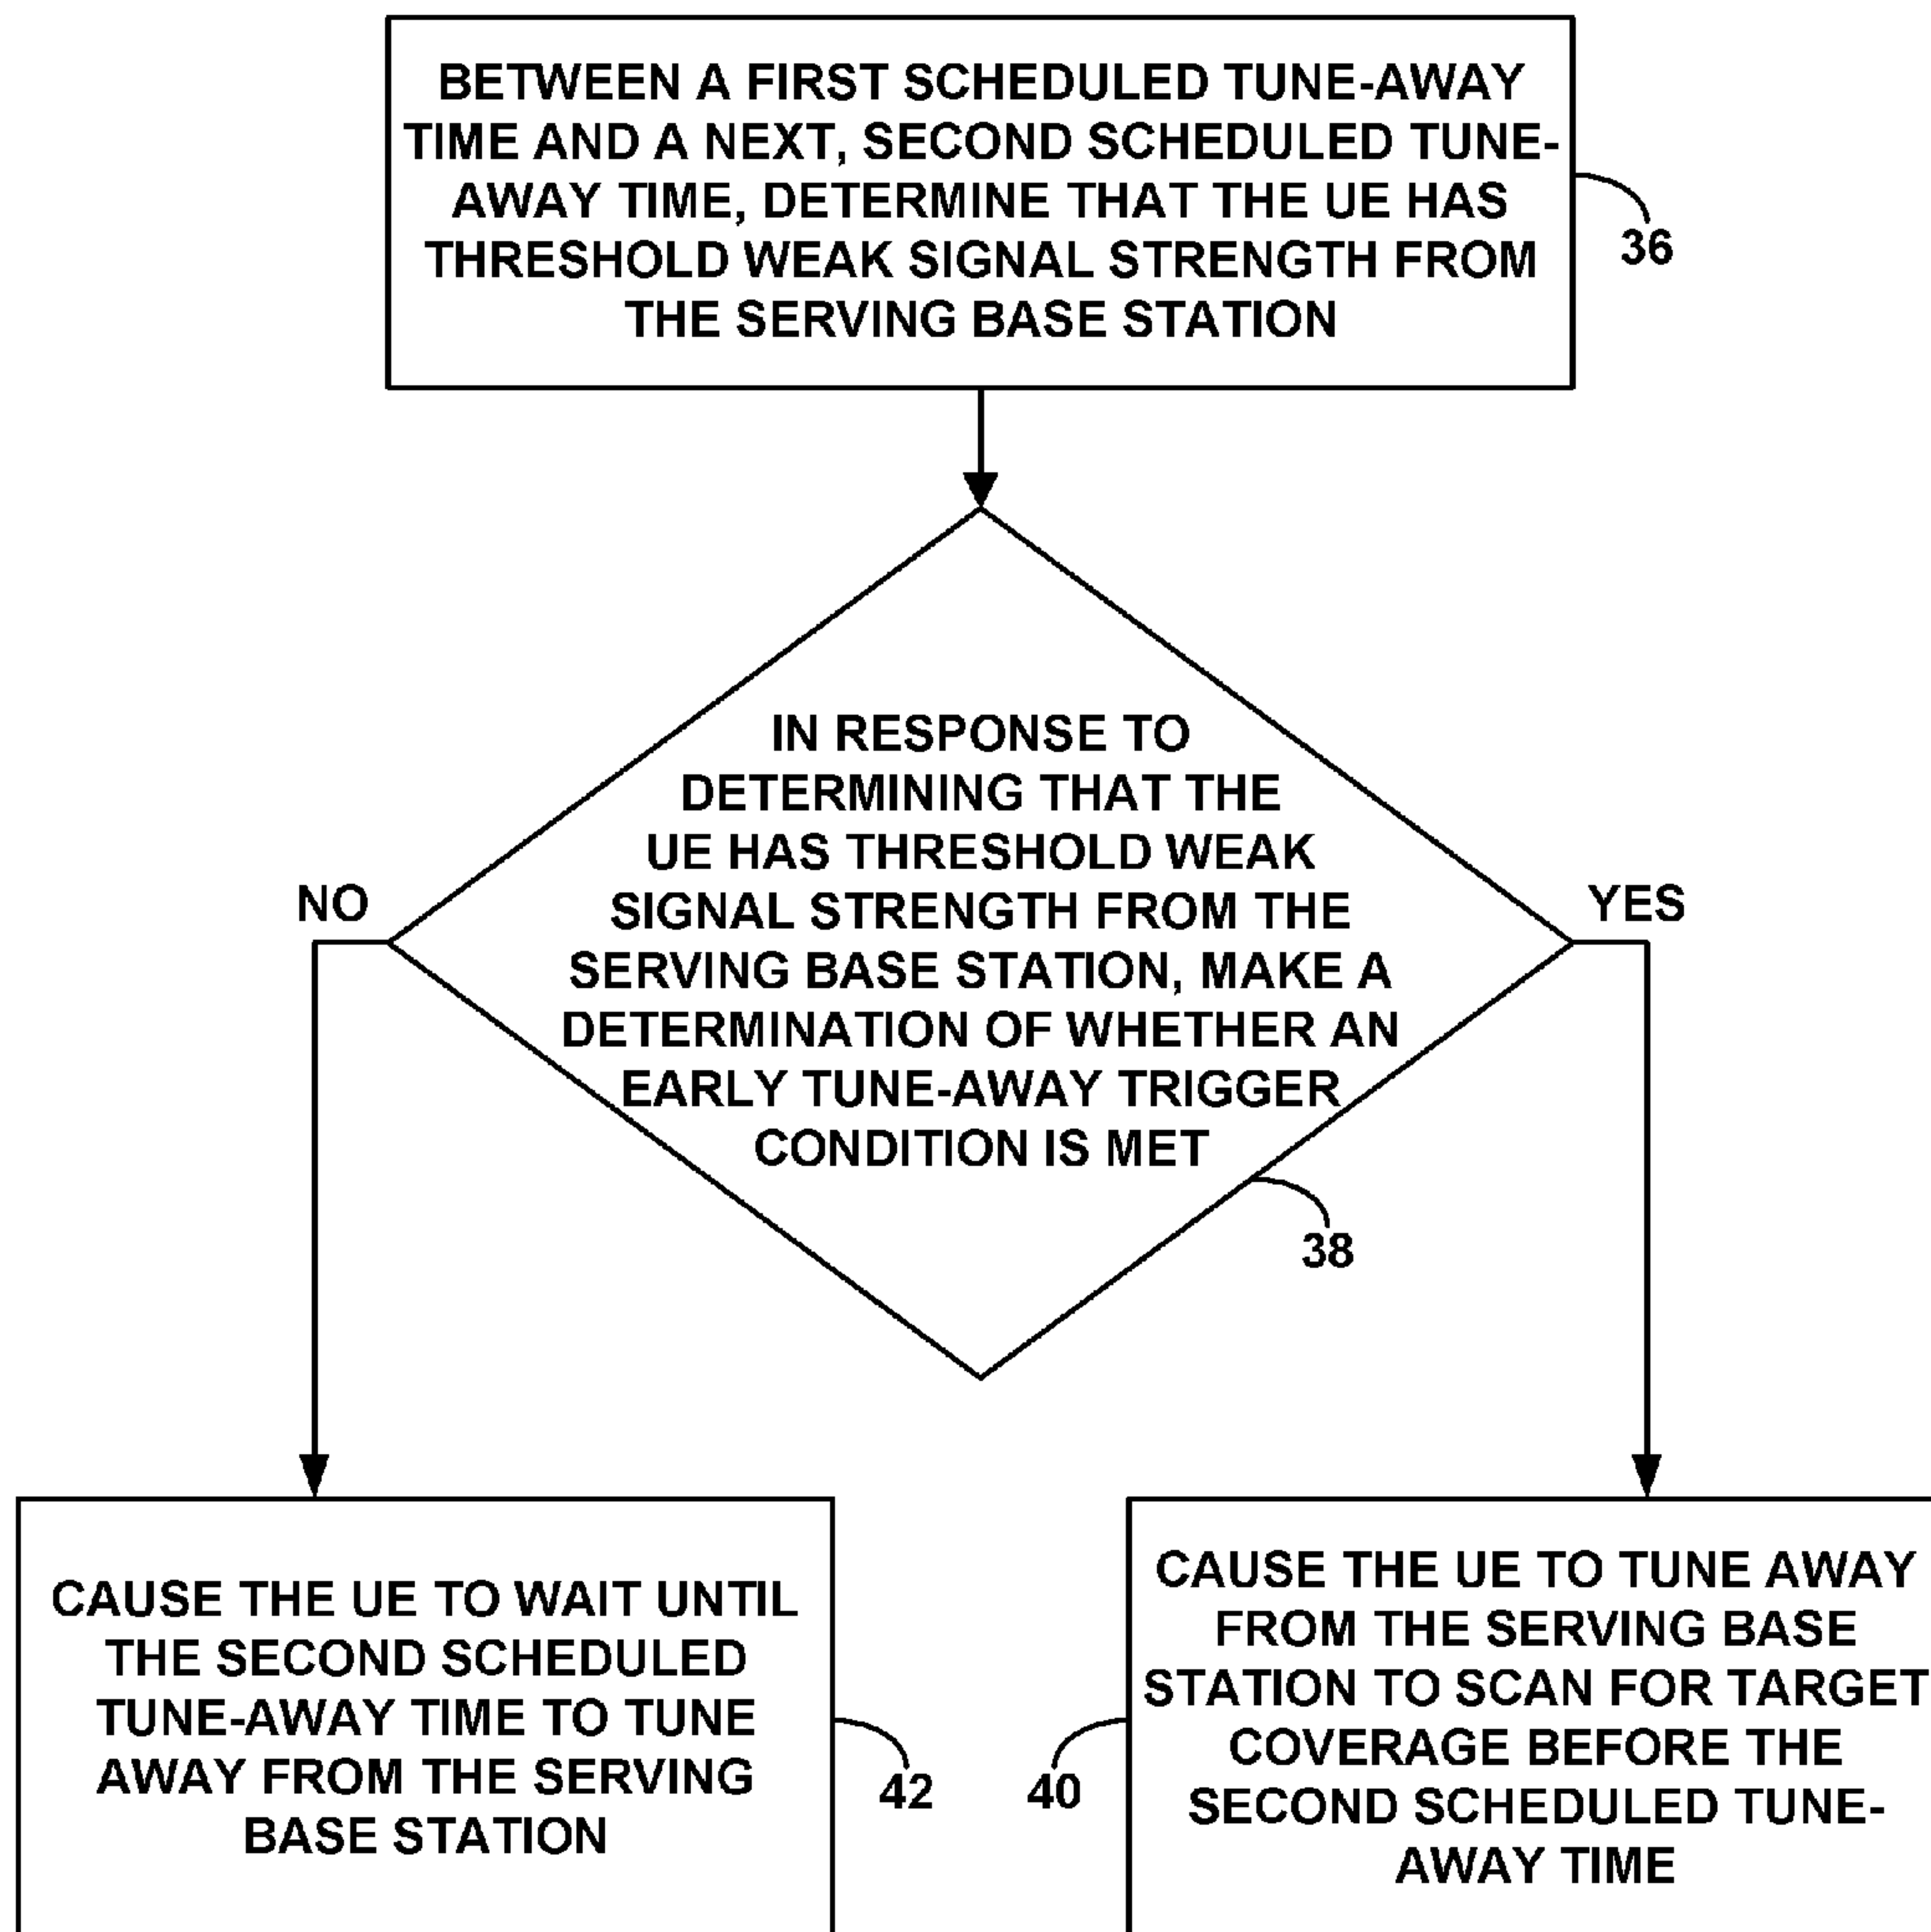 BETWEEN A FIRST SCHEDULED TUNE-AWAY
TIME AND A NEXT, SECOND SCHEDULED TUNE-
AWAY TIME, DETERMINE THAT THE UE HAS
THRESHOLD WEAK SIGNAL STRENGTH FROM
THE SERVING BASE STATION
36
IN RESPONSE TO
DETERMINING THAT THE
UE HAS THRESHOLD WEAK
SIGNAL STRENGTH FROM THE
SERVING BASE STATION, MAKE A
DETERMINATION OF WHETHER AN
EARLY TUNE-AWAY TRIGGER
CONDITION IS MET
NO
YES
38
CAUSE THE UE TO WAIT UNTIL
THE SECOND SCHEDULED
TUNE-AWAY TIME TO TUNE
AWAY FROM THE SERVING
BASE STATION
42
40
CAUSE THE UE TO TUNE AWAY
FROM THE SERVING BASE
STATION TO SCAN FOR TARGET
COVERAGE BEFORE THE
SECOND SCHEDULED TUNE-
AWAY TIME